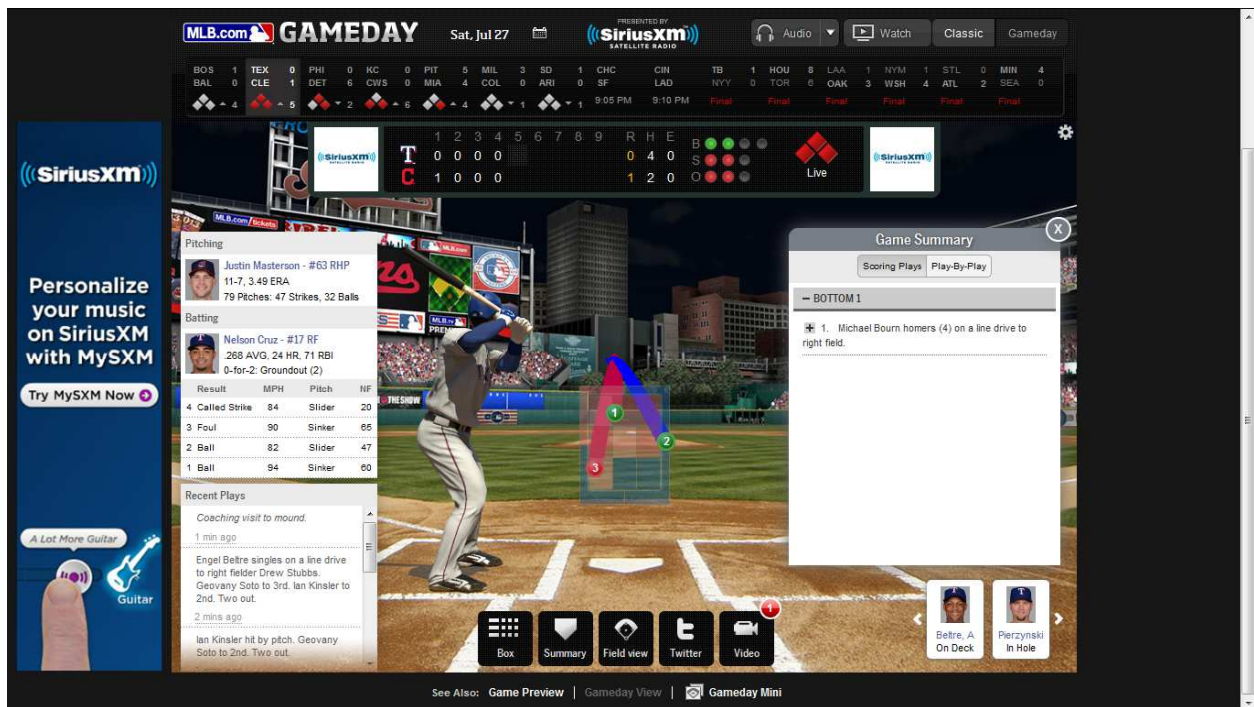 MLB.com GAMEDAY
Sat, Jul 27
PRESENTED BY
((SiriusXM))
SATELLITE RADIO
Audio
Watch
Classic
Gameday
BOS 1 TEX 0 PHI 0 KC 0 PIT 5 MIL 3 SD 1 CHC CIN TB 1 HOU 8 LAA 1 NYM 1 STL 0 MIN 4
BAL 0 CLE 1 DET 6 CWS 0 MIA 4 COL 0 ARI 0 SF LAD NYY 0 TOR 6 OAK 3 WSH 4 ATL 2 SEA 0
4 5 2 6 4 1 1 9:05 PM 9:10 PM Final Final Final Final Final Final
1 2 3 4 5 6 7 8 9 R H E
T 0 0 0 0 0 4 0
C 1 0 0 0 1 2 0
B
S
O
Live
((SiriusXM))
((SiriusXM))
((SiriusXM))
Personalize
your music
on SiriusXM
with MySXM
Try MySXM Now
A Lot More Guitar
Guitar
MLB.com/tickets
Pitching
Justin Masterson - #63 RHP
11-7, 3.49 ERA
79 Pitches: 47 Strikes, 32 Balls
Batting
Nelson Cruz - #17 RF
.268 AVG, 24 HR, 71 RBI
0-for-2: Groundout (2)
Result MPH Pitch NF
4 Called Strike 84 Slider 20
3 Foul 90 Sinker 65
2 Ball 82 Slider 47
1 Ball 94 Sinker 60
Recent Plays
Coaching visit to mound.
1 min ago
Engel Beltre singles on a line drive
to right fielder Drew Stubbs.
Geovany Soto to 3rd. Ian Kinsler to
2nd. Two out.
2 mins ago
Ian Kinsler hit by pitch. Geovany
Soto to 2nd. Two out.
THE SHOW
1
2
3
Game Summary
X
Scoring Plays
Play-By-Play
BOTTOM 1
1. Michael Bourn homers (4) on a line drive to
right field.
Box
Summary
Field view
Twitter
Video
1
Beltre, A
On Deck
Pierzynski
In Hole
See Also: Game Preview | Gameday View | Gameday Mini